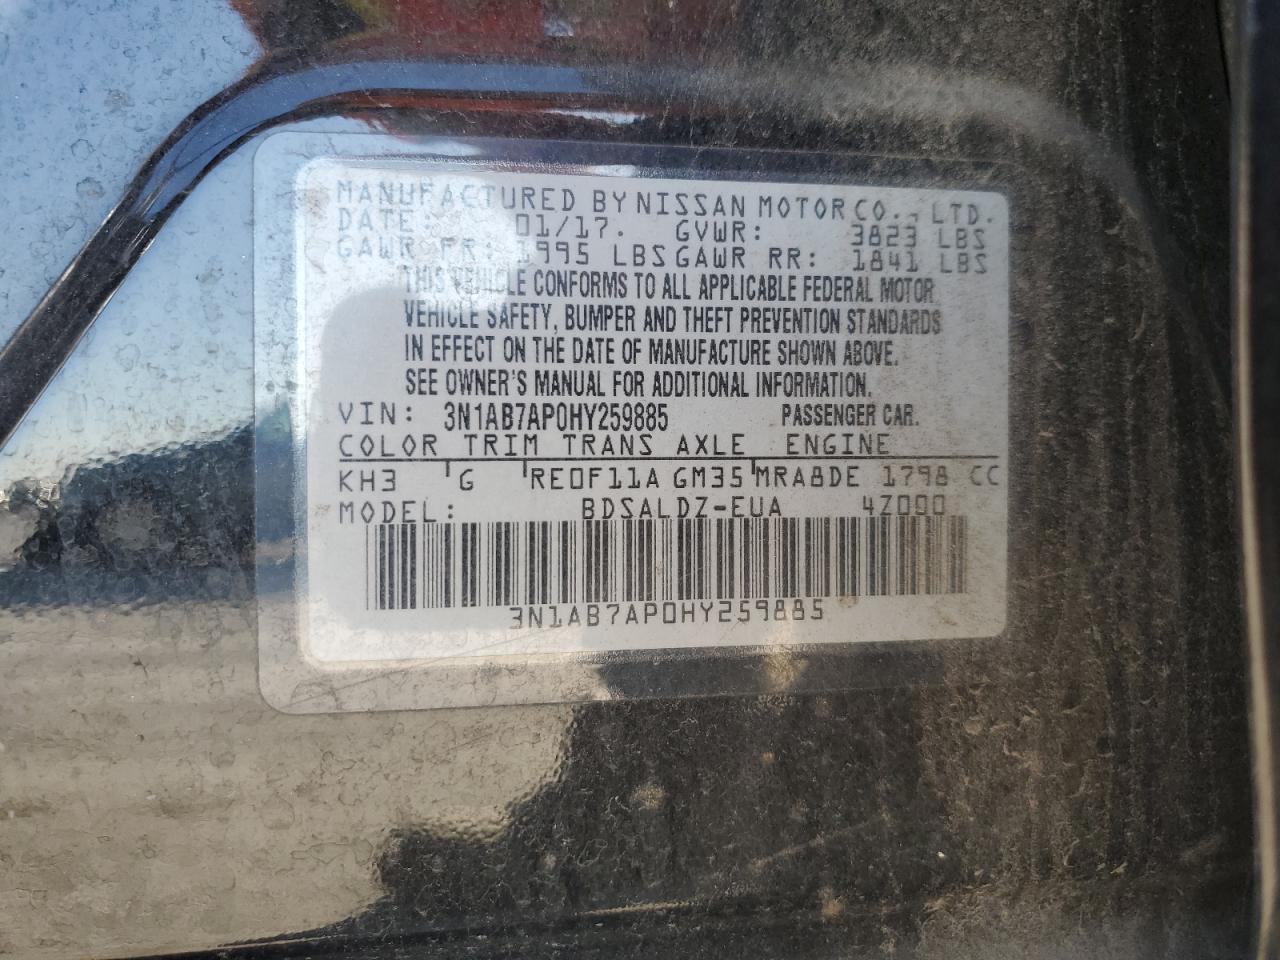 MANUFACTURED BY NISSAN MOTOR CO., LTD.
DATE: 01/17. GVWR: 3823 LBS
GAWR FR: 1995 LBS GAWR RR: 1841 LBS
THIS VEHICLE CONFORMS TO ALL APPLICABLE FEDERAL MOTOR
VEHICLE SAFETY, BUMPER AND THEFT PREVENTION STANDARDS
IN EFFECT ON THE DATE OF MANUFACTURE SHOWN ABOVE.
SEE OWNER'S MANUAL FOR ADDITIONAL INFORMATION.
VIN: 3N1AB7AP0HY259885 PASSENGER CAR.
COLOR TRIM TRANS AXLE ENGINE
KH3 G RE0F11A GM35 MRA8DE 1798 CC
MODEL: BDSALDZ-EUA 4Z000
3N1AB7AP0HY259885